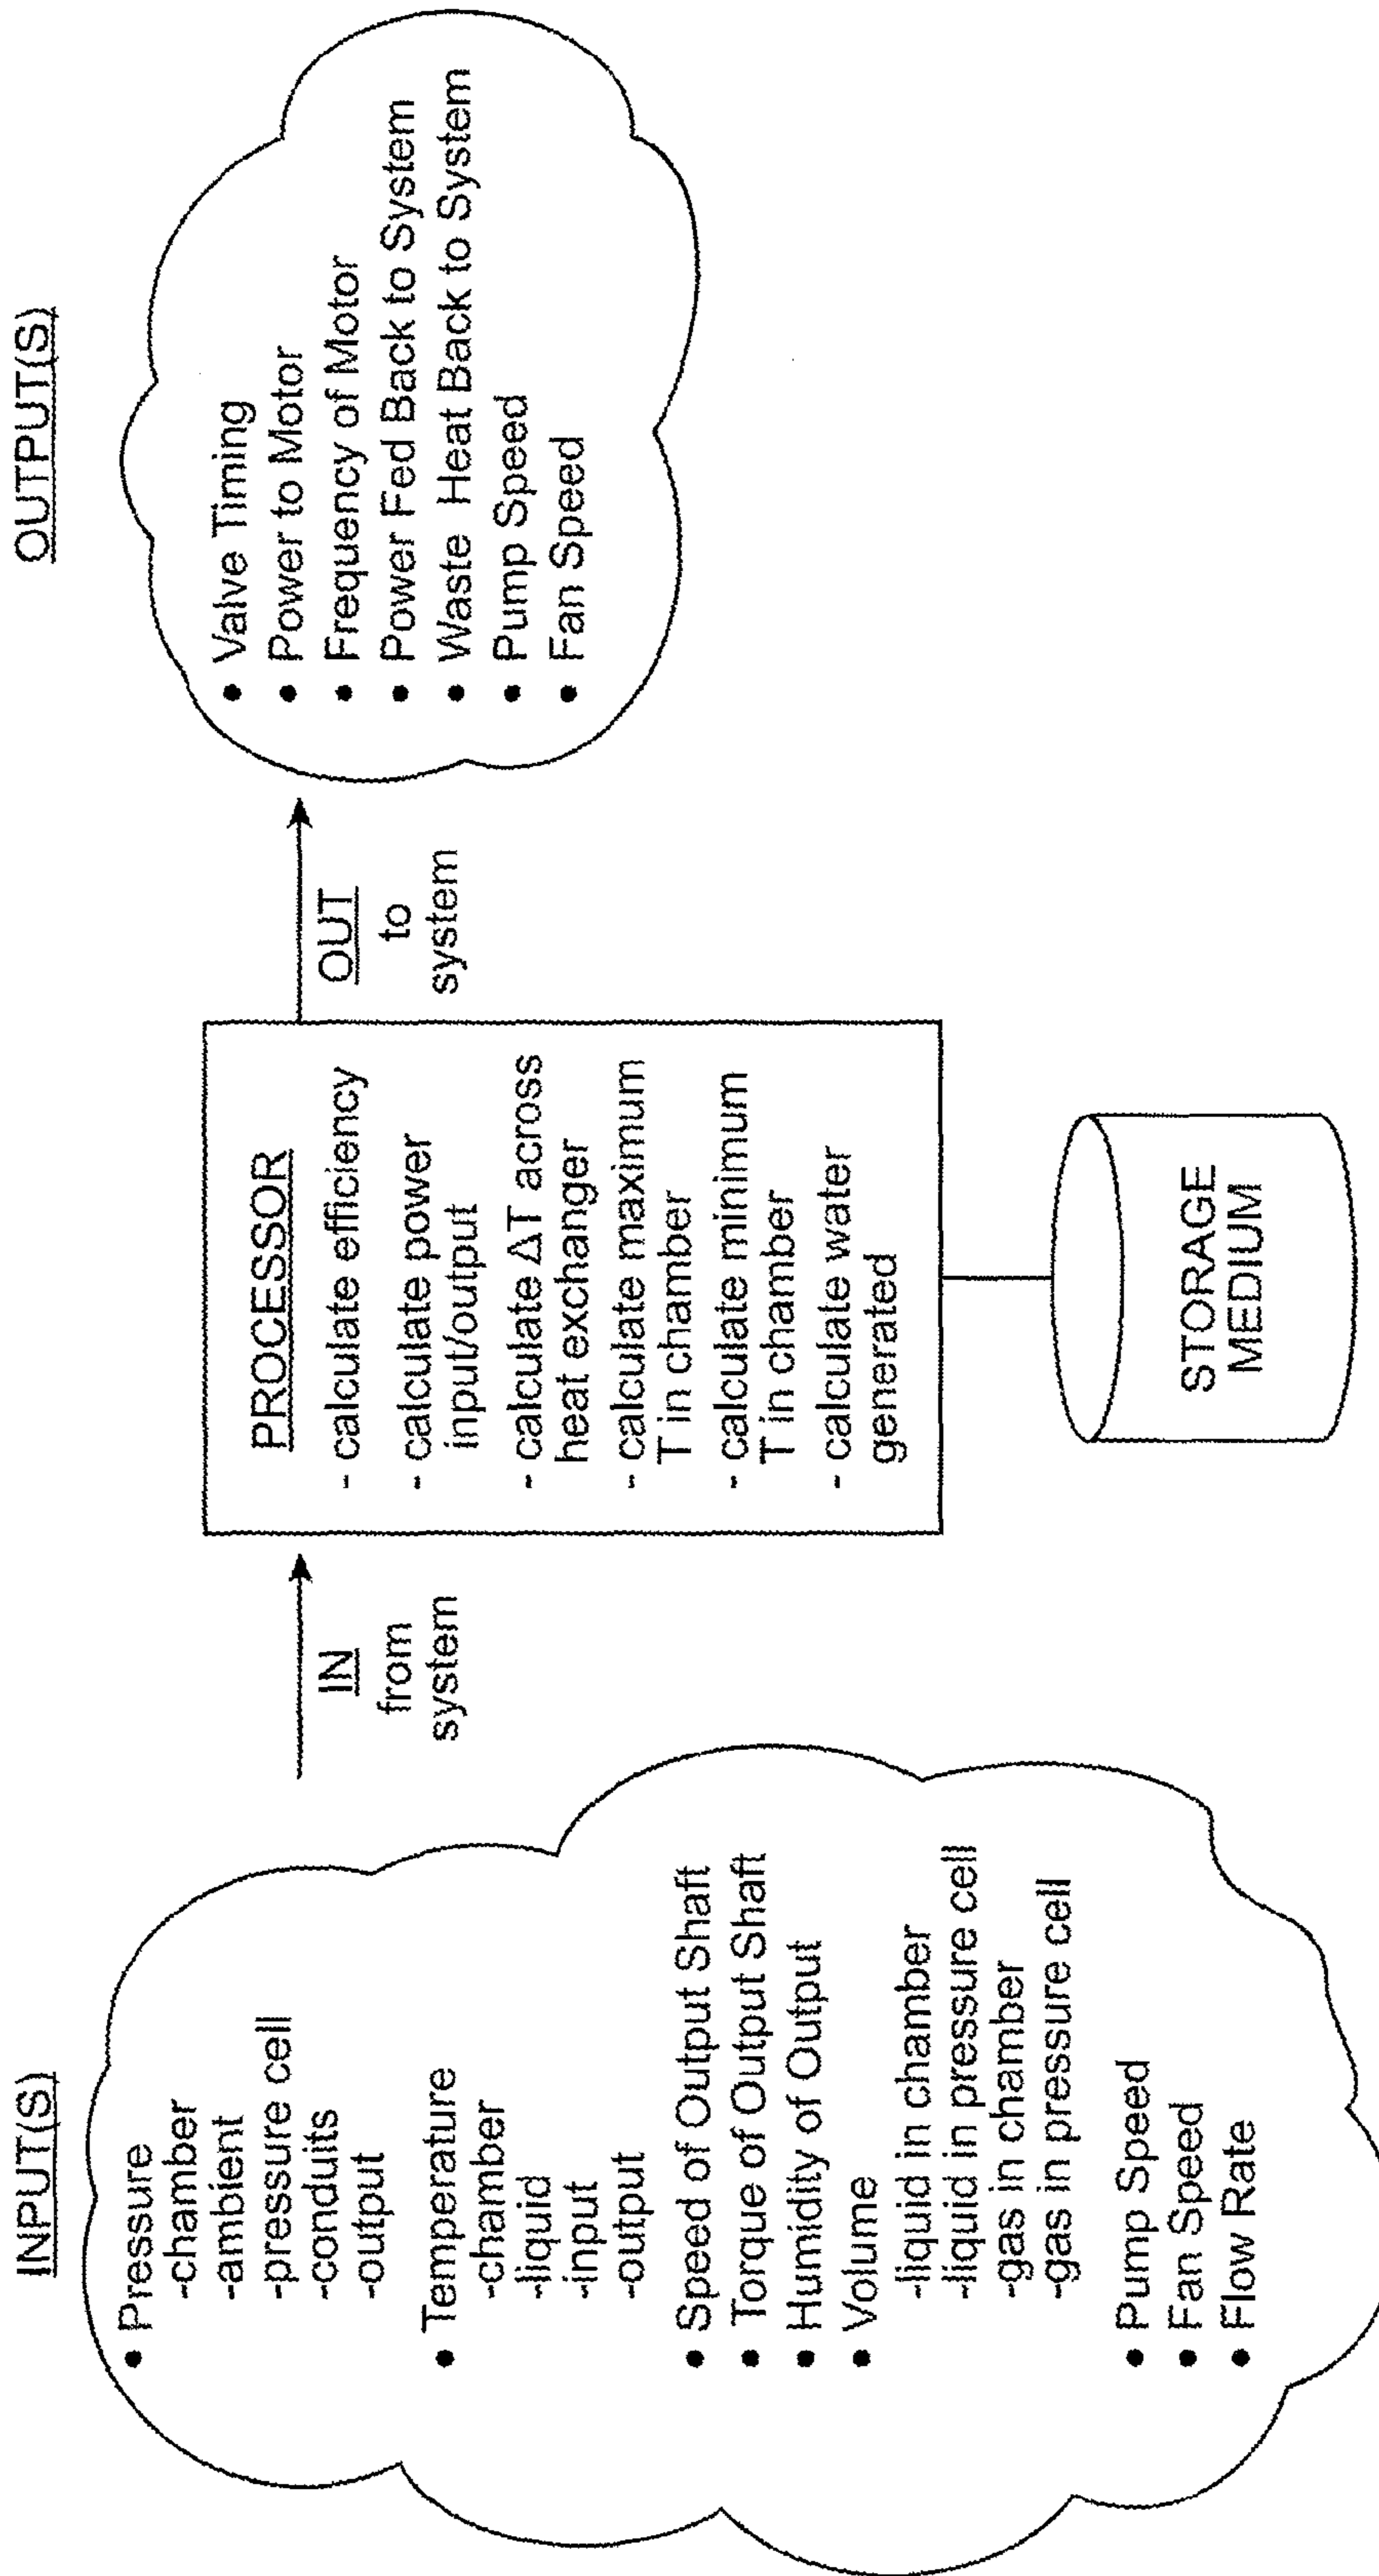 INPUT(S)
• Pressure
-chamber
-ambient
-pressure cell
-conduits
-output
• Temperature
-chamber
-liquid
-input
-output
• Speed of Output Shaft
• Torque of Output Shaft
• Humidity of Output
• Volume
-liquid in chamber
-liquid in pressure cell
-gas in chamber
-gas in pressure cell
• Pump Speed
• Fan Speed
• Flow Rate
IN
from
system
PROCESSOR
- calculate efficiency
- calculate power
input/output
- calculate ΔT across
heat exchanger
- calculate maximum
T in chamber
- calculate minimum
T in chamber
- calculate water
generated
STORAGE
MEDIUM
OUT
to
system
OUTPUT(S)
• Valve Timing
• Power to Motor
• Frequency of Motor
• Power Fed Back to System
• Waste Heat Back to System
• Pump Speed
• Fan Speed